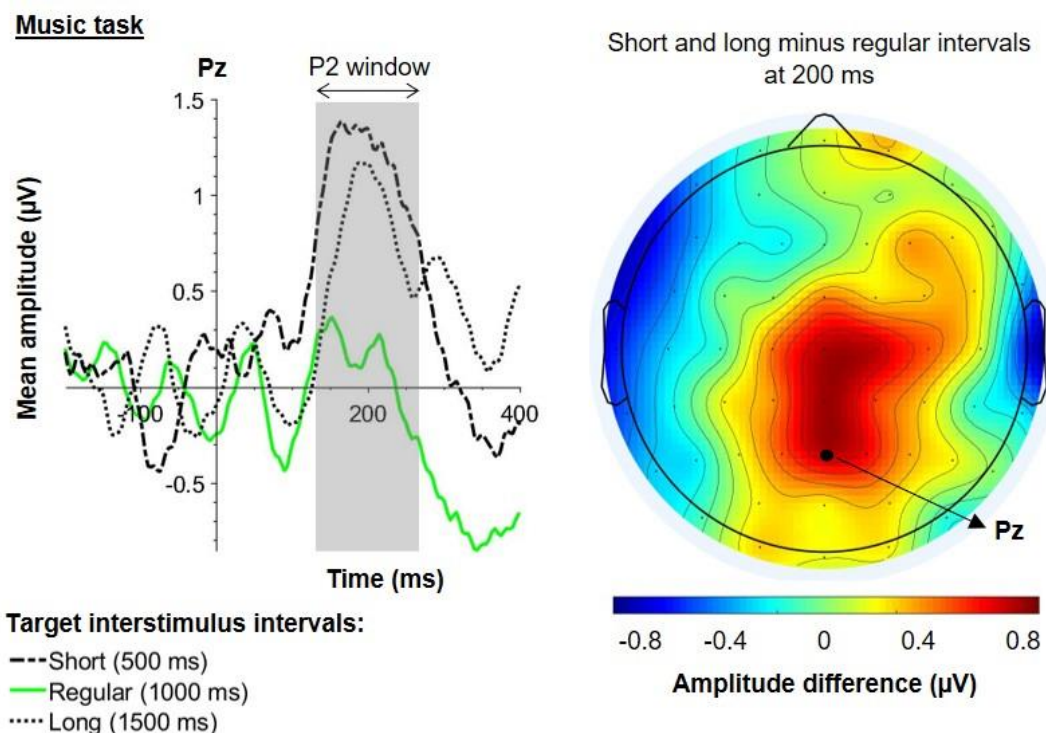 Music task
Pz
P2 window
1.5
1
0.5
-0.5
-100
200
400
Mean amplitude (µV)
Time (ms)
Target interstimulus intervals:
Short (500 ms)
Regular (1000 ms)
Long (1500 ms)
Short and long minus regular intervals
at 200 ms
Pz
-0.8 -0.4 0 0.4 0.8
Amplitude difference (µV)